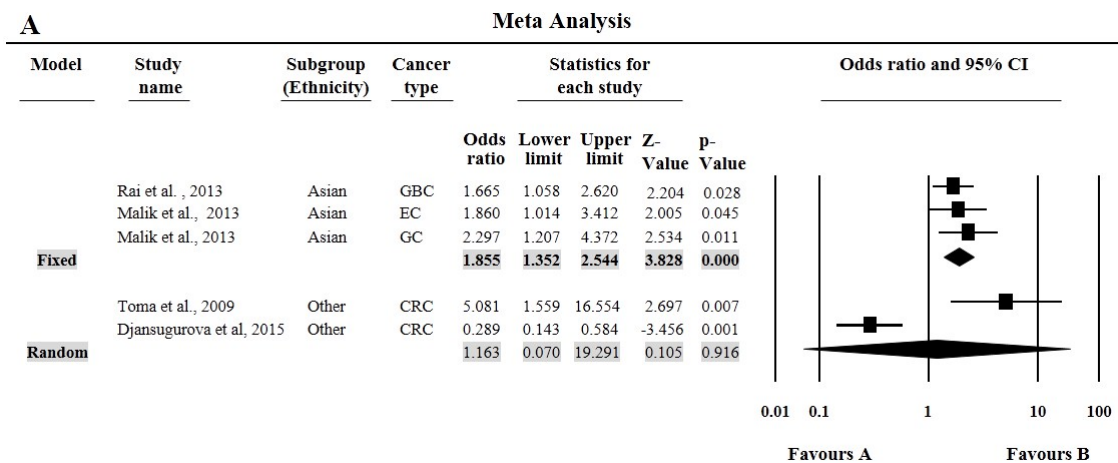 A
Meta Analysis
Model Study name Subgroup (Ethnicity) Cancer type Statistics for each study Odds ratio and 95% CI
Odds ratio Lower limit Upper limit Z-Value p-Value
Rai et al. , 2013 Asian GBC 1.665 1.058 2.620 2.204 0.028
Malik et al., 2013 Asian EC 1.860 1.014 3.412 2.005 0.045
Malik et al., 2013 Asian GC 2.297 1.207 4.372 2.534 0.011
Fixed 1.855 1.352 2.544 3.828 0.000
Toma et al., 2009 Other CRC 5.081 1.559 16.554 2.697 0.007
Djansugurova et al, 2015 Other CRC 0.289 0.143 0.584 -3.456 0.001
Random 1.163 0.070 19.291 0.105 0.916
0.01 0.1 1 10 100
Favours A Favours B